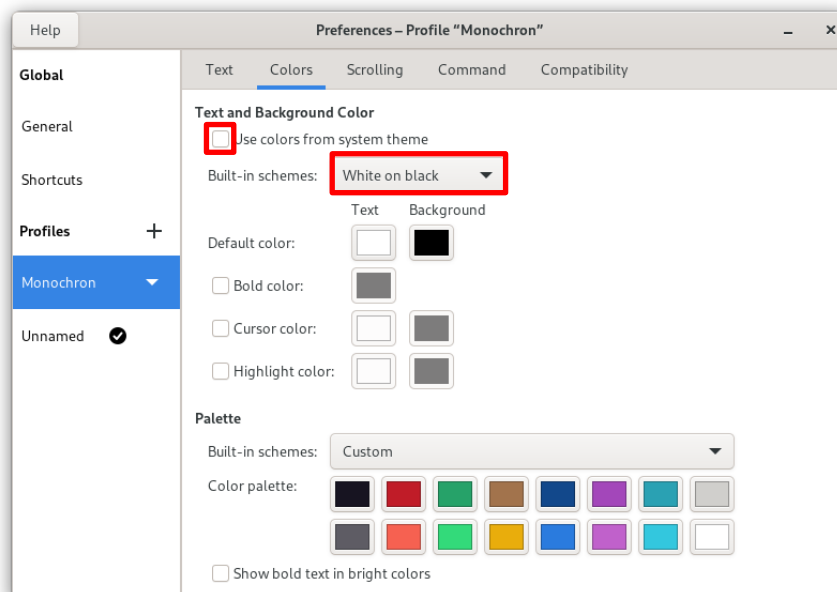 Help
Preferences – Profile “Monochron”
Global
General
Shortcuts
Profiles
Monochron
Unnamed
Text Colors Scrolling Command Compatibility
Text and Background Color
Use colors from system theme
Built-in schemes: White on black
Text Background
Default color:
Bold color:
Cursor color:
Highlight color:
Palette
Built-in schemes: Custom
Color palette:
Show bold text in bright colors